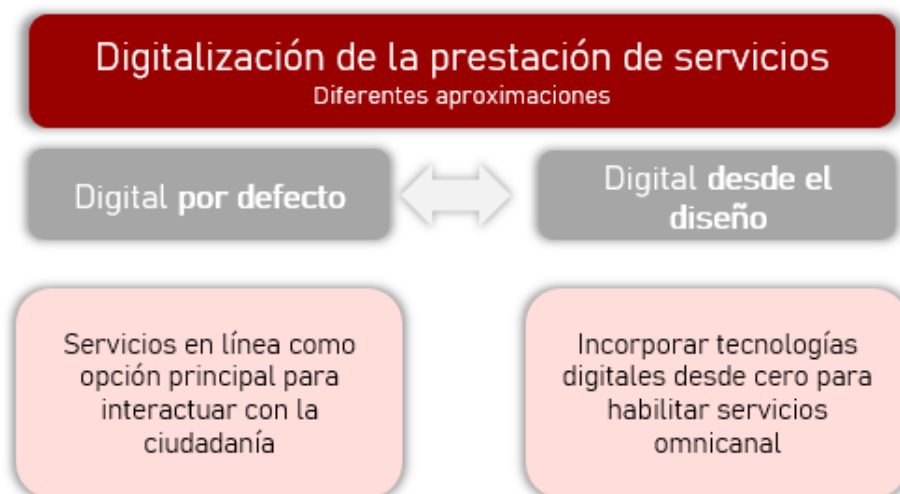 Digitalización de la prestación de servicios
Diferentes aproximaciones
Digital por defecto
Digital desde el
diseño
Servicios en línea como
opción principal para
interactuar con la
ciudadanía
Incorporar tecnologías
digitales desde cero para
habilitar servicios
omnicanal